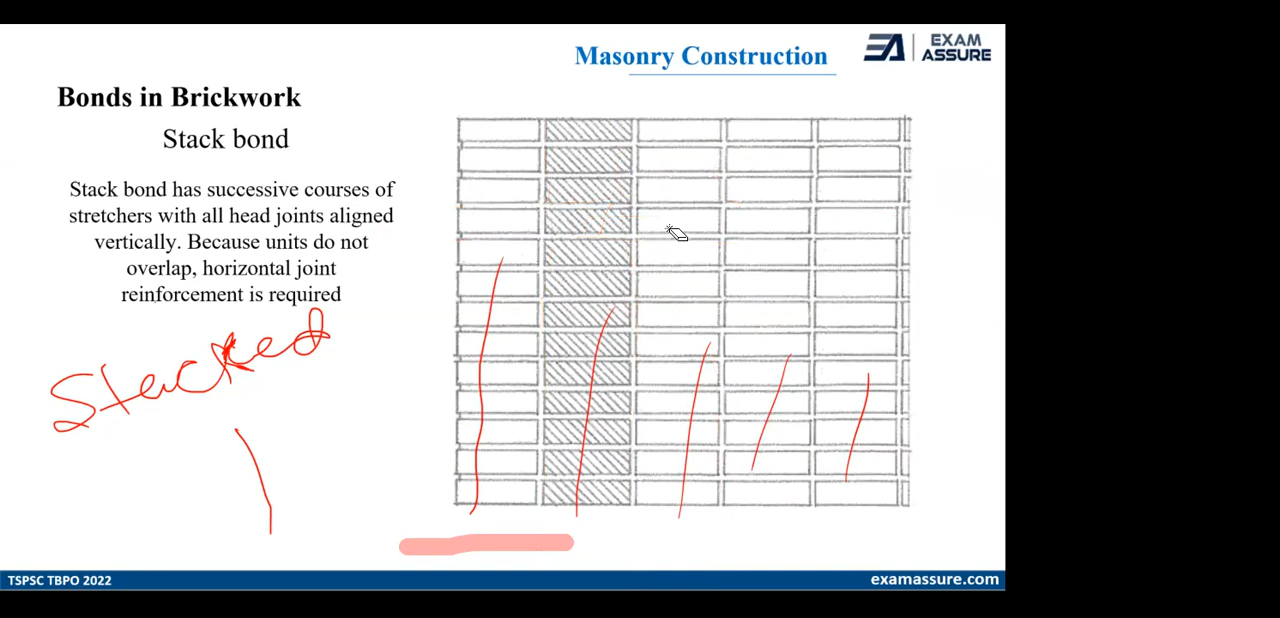 Masonry Construction
EXAM
ASSURE
Bonds in Brickwork
Stack bond
Stack bond has successive courses of
stretchers with all head joints aligned
vertically. Because units do not
overlap, horizontal joint
reinforcement is required
Stacked
TSPSC TBPO 2022
examassure.com